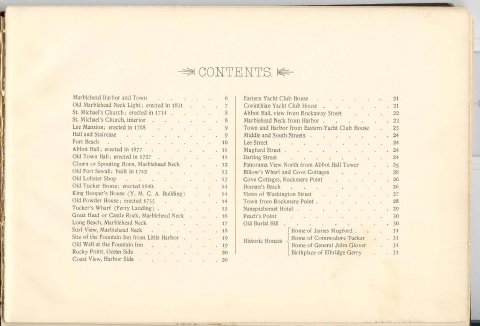 CONTENTS.
Marblehead Harbor and Town . . . . . 6
Old Marblehead Neck Light; erected in 1831 . . 7
St. Michael's Church; erected in 1714 . . . 8
St. Michael's Church, interior . . . . . 8
Lee Mansion; erected in 1768 . . . . . 9
Hall and Staircase . . . . . . . 9
Fort Beach . . . . . . . . 10
Abbot Hall; erected in 1877 . . . . . 11
Old Town Hall; erected in 1727 . . . . 11
Churn or Spouting Horn, Marblehead Neck . . 12
Old Fort Sewall; built in 1742 . . . . . 12
Old Lobster Shop . . . . . . . 13
Old Tucker House; erected in 1640. . . . . 14
King Hooper's House (Y. M. C. A. Building) . . 14
Old Powder House; erected in 1755 . . . . 14
Tucker's Wharf (Ferry Landing) . . . . . 15
Great Head or Castle Rock, Marblehead Neck . . 16
Long Beach, Marblehead Neck . . . . . 17
Surf View, Marblehead Neck . . . . . 18
Site of the Fountain Inn from Little Harbor . . 19
Old Well at the Fountain Inn . . . . . 19
Rocky Point, Ocean Side . . . . . . 20
Coast View, Harbor Side . . . . . . 20
Eastern Yacht Club House . . . . . 21
Corinthian Yacht Club House . . . . . 21
Abbot Hall, view from Rockaway Street . . . 22
Marblehead Neck from Harbor . . . . . 23
Town and Harbor from Eastern Yacht Club House . 23
Middle and South Streets . . . . . . 24
Lee Street . . . . . . . . 24
Mugford Street . . . . . . . 24
Darling Street . . . . . . . 24
Panorama View North from Abbot Hall Tower . . 25
Billow's Wharf and Cove Cottages . . . . 26
Cove Cottages, Rockmere Point . . . . . 26
Homan's Beach . . . . . . . 26
Views of Washington Street . . . . . 27
Town from Rockmere Point . . . . . 28
Nanepashemet Hotel . . . . . . . 29
Peach's Point . . . . . . . 30
Old Burial Hill . . . . . . . 30
Historic Houses
Home of James Mugford . . . 31
Home of Commodore Tucker . . 31
Home of General John Glover . . 31
Birthplace of Elbridge Gerry . . 31